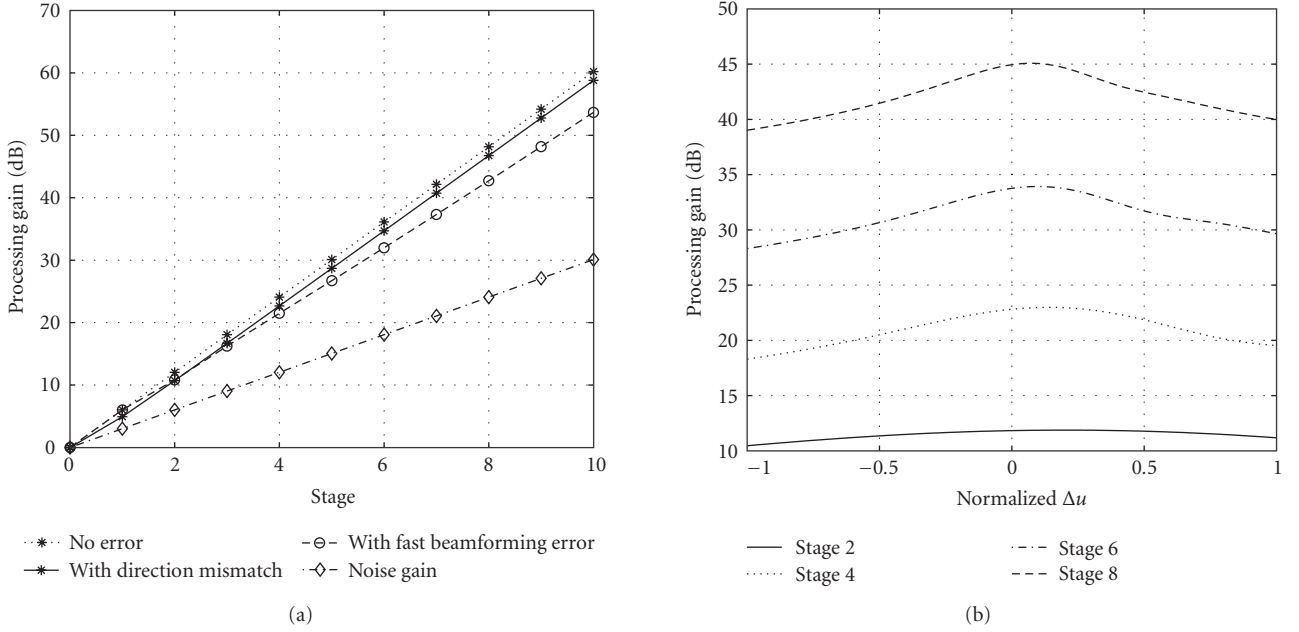 70
60
50
40
30
20
10
0
Processing gain (dB)
0 2 4 6 8 10
Stage
No error
With direction mismatch
With fast beamforming error
Noise gain
(a)
50
45
40
35
30
25
20
15
10
Processing gain (dB)
−1 −0.5 0 0.5 1
Normalized Δu
Stage 2
Stage 4
Stage 6
Stage 8
(b)